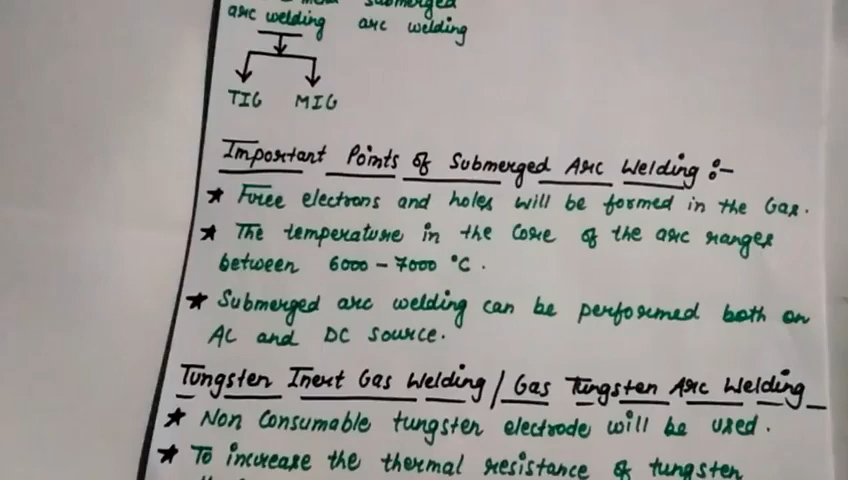 submerged
arc welding arc welding
TIG MIG
Important Points of Submerged Arc Welding :-
★ Free electrons and holes will be formed in the Gas.
★ The temperature in the Core of the arc ranges
between 6000 - 7000 °C.
★ Submerged arc welding can be performed both on
AC and DC source.
Tungsten Inert Gas Welding / Gas Tungsten Arc Welding
★ Non Consumable tungsten electrode will be used.
★ To increase the thermal resistance of tungsten